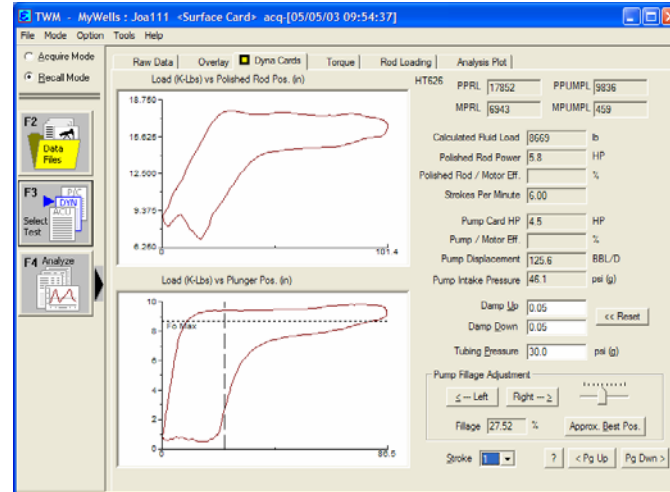 TWM - MyWells : Joa111 <Surface Card> acq-[05/05/03 09:54:37]
File Mode Option Tools Help
Acquire Mode
Recall Mode
Raw Data Overlay Dyna Cards Torque Rod Loading Analysis Plot
Load (K-Lbs) vs Polished Rod Pos. (in)
HT626
PPRL 17852 PPUMPL 9836
MPRL 6943 MPUMPL 459
18.750
15.625
12.500
9.375
6.250
0 101.4
Calculated Fluid Load 8669 lb
Polished Rod Power 5.8 HP
Polished Rod / Motor Eff. %
Strokes Per Minute 6.00
Pump Card HP 4.5 HP
Pump / Motor Eff. %
Pump Displacement 125.6 BBL/D
Pump Intake Pressure 46.1 psi (g)
Damp Up 0.05
Damp Down 0.05
<< Reset
Tubing Pressure 30.0 psi (g)
Pump Fillage Adjustment
< -- Left Right -- >
Fillage 27.52 % Approx. Best Pos.
Stroke 1 ? < Pg Up Pg Dwn >
F2
Data
Files
F3
P/C
DYN
ACU
Select
Test
F4 Analyze
Load (K-Lbs) vs Plunger Pos. (in)
10
8
Fo Max
6
4
2
0
0